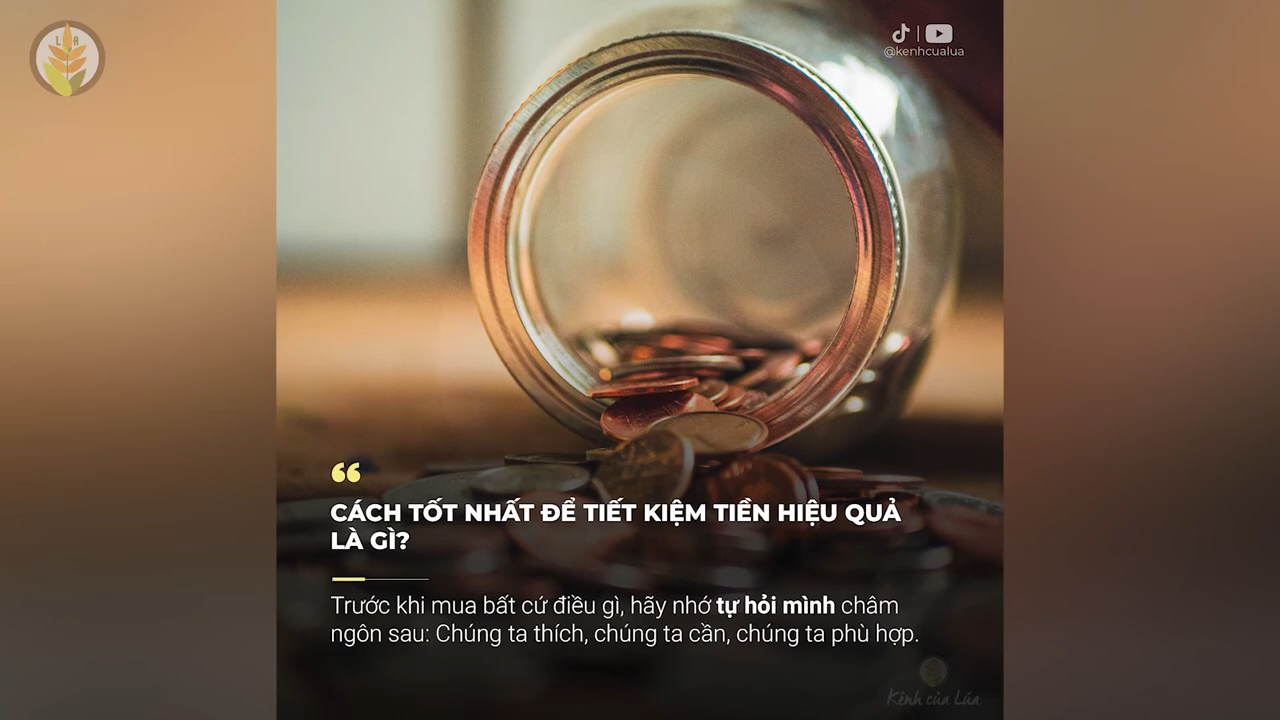 L A
@kenhcualua
CÁCH TỐT NHẤT ĐỂ TIẾT KIỆM TIỀN HIỆU QUẢ
LÀ GÌ?
Trước khi mua bất cứ điều gì, hãy nhớ tự hỏi mình châm
ngôn sau: Chúng ta thích, chúng ta cần, chúng ta phù hợp.
Kênh của Lúa